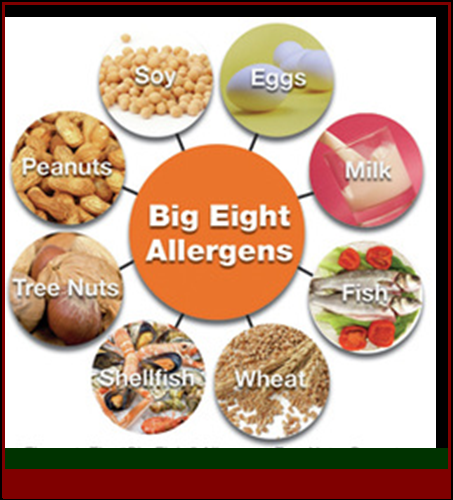 Soy
Eggs
Peanuts
Milk
Big Eight
Allergens
Tree Nuts
Fish
Shellfish
Wheat